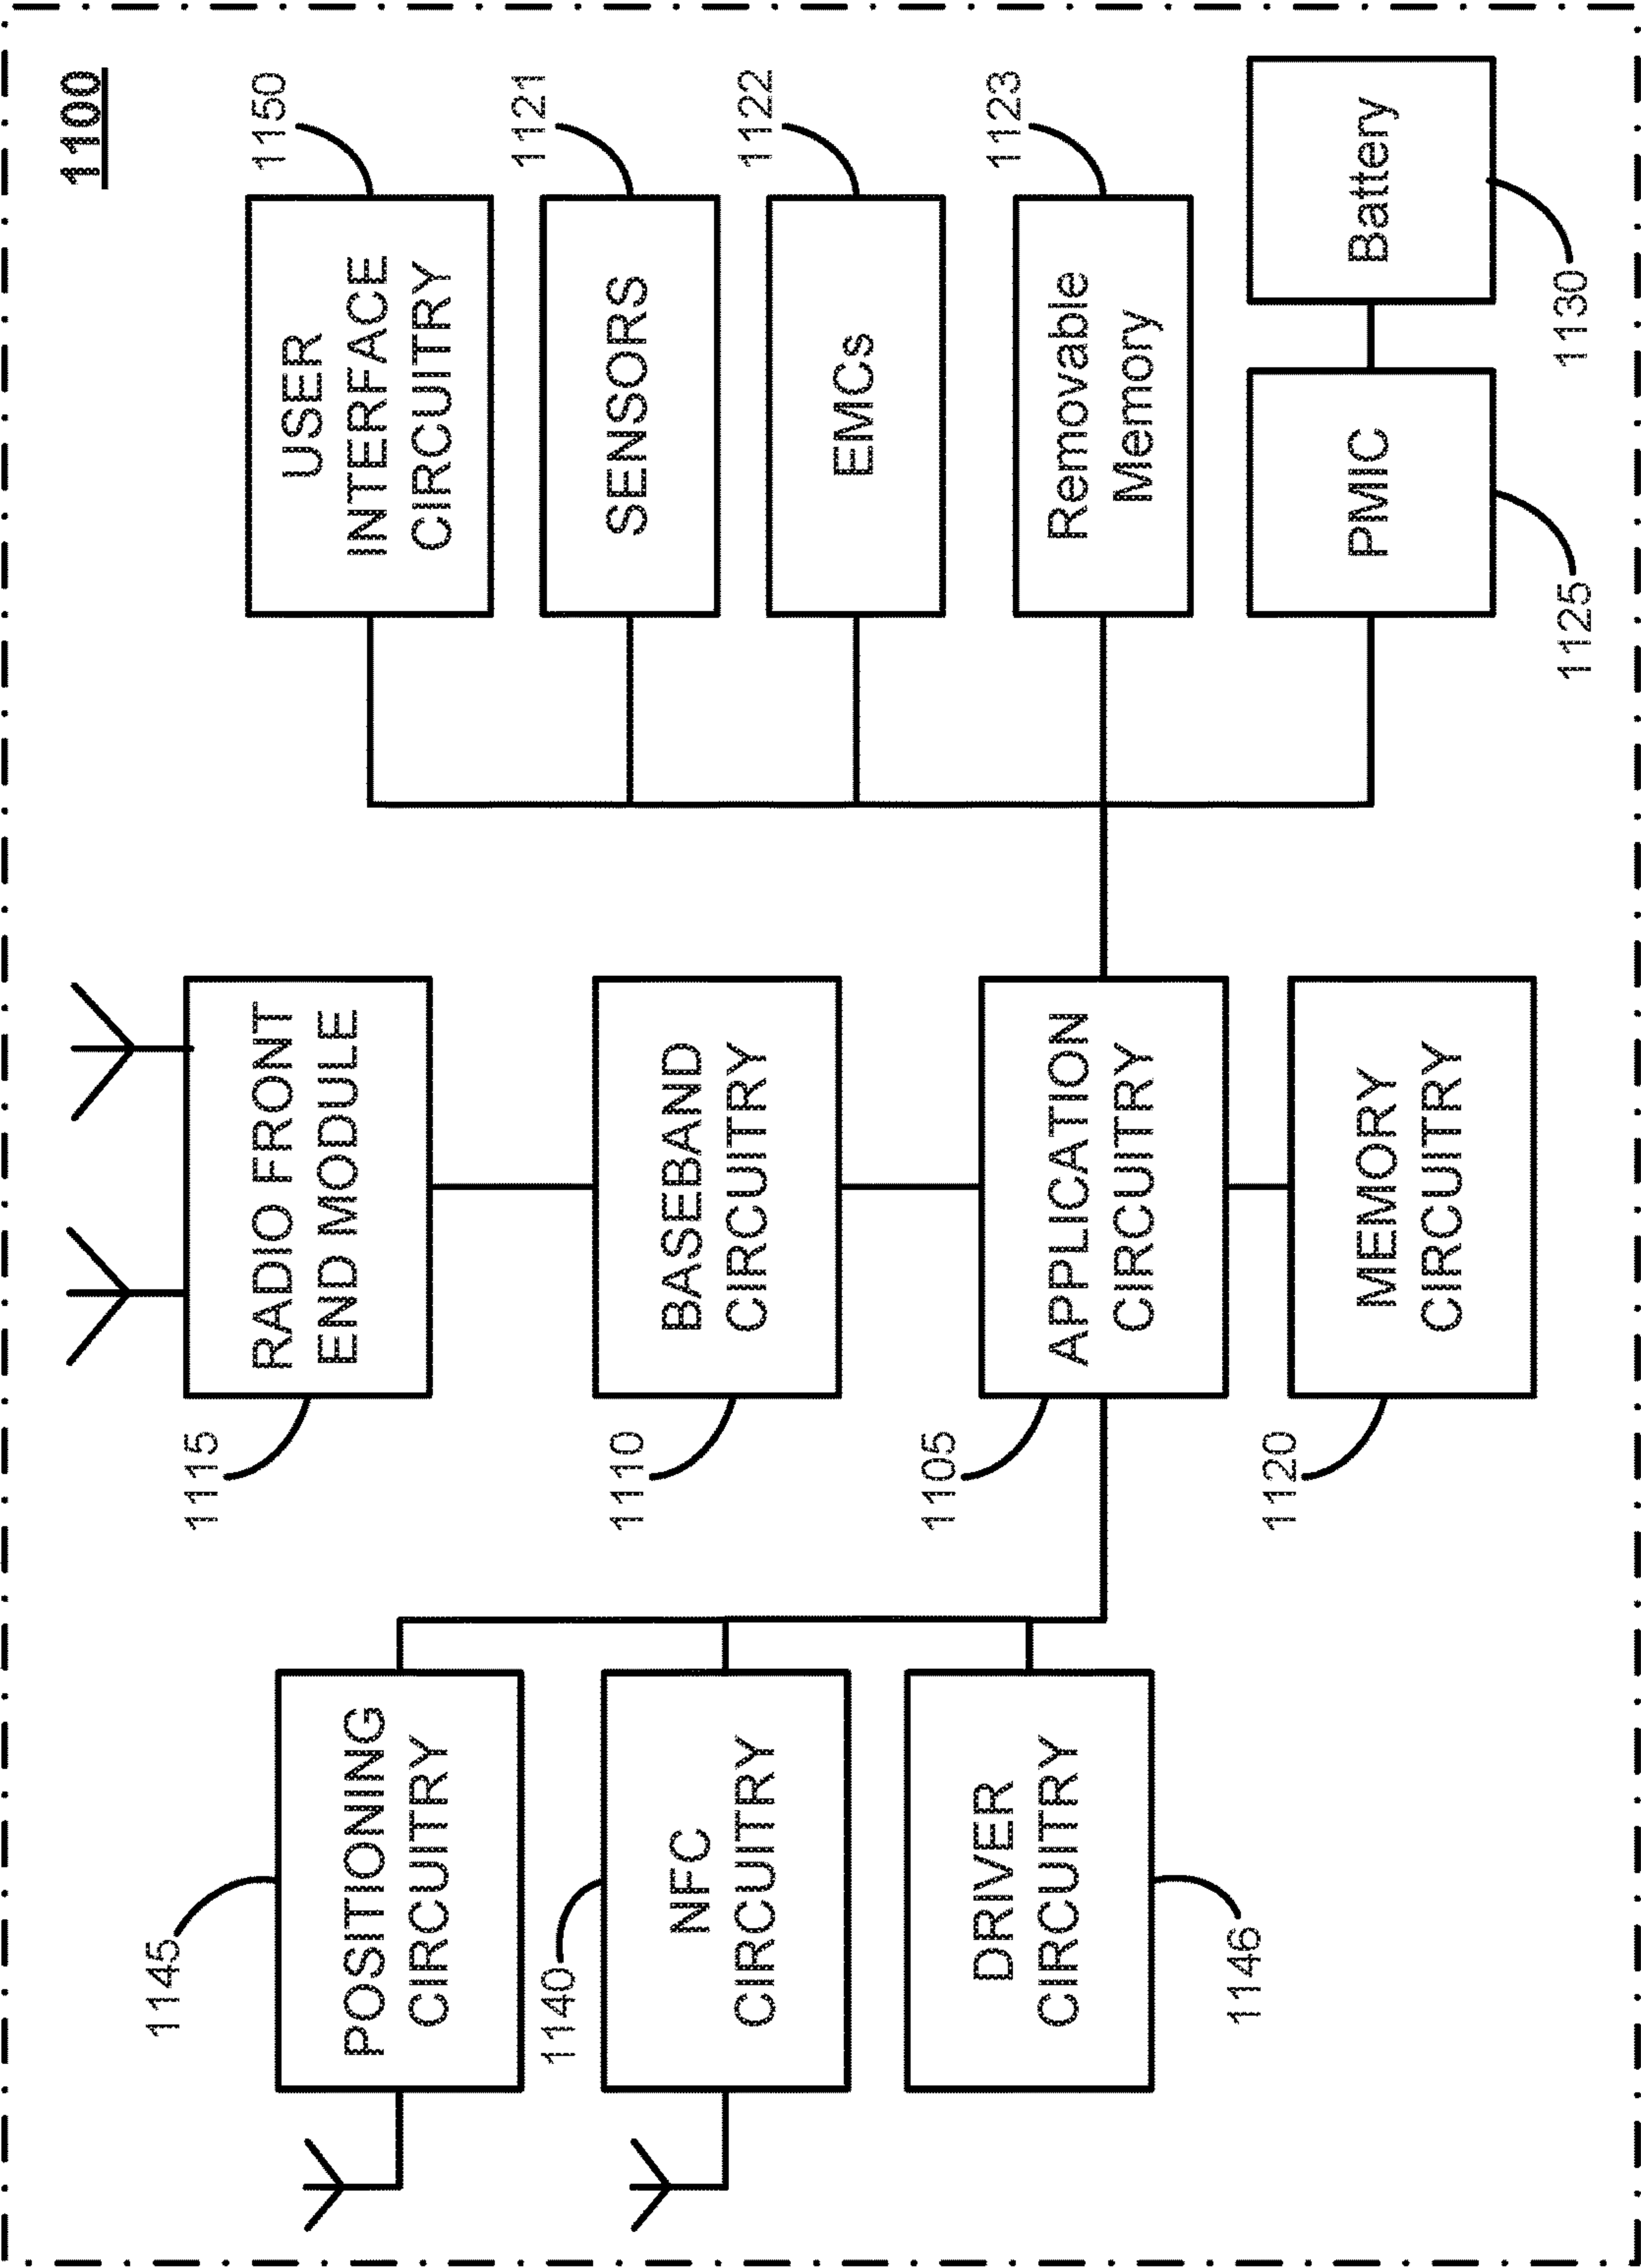 1100
1145
POSITIONING
CIRCUITRY
1140
NFC
CIRCUITRY
DRIVER
CIRCUITRY
1146
1115
RADIO FRONT
END MODULE
1110
BASEBAND
CIRCUITRY
1105
APPLICATION
CIRCUITRY
1120
MEMORY
CIRCUITRY
1150
USER
INTERFACE
CIRCUITRY
1121
SENSORS
1122
EMCs
1123
Removable
Memory
PMIC
1125
Battery
1130